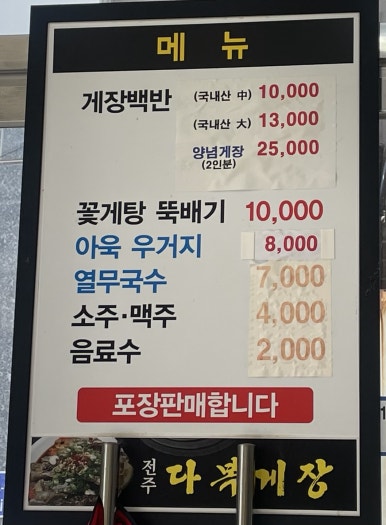 메 뉴
게장백반 (국내산 中) 10,000
(국내산 大) 13,000
양념게장 25,000
(2인분)
꽃게탕 뚝배기 10,000
아욱 우거지 8,000
열무국수 7,000
소주·맥주 4,000
음료수 2,000
포장판매합니다
전주 다복게장